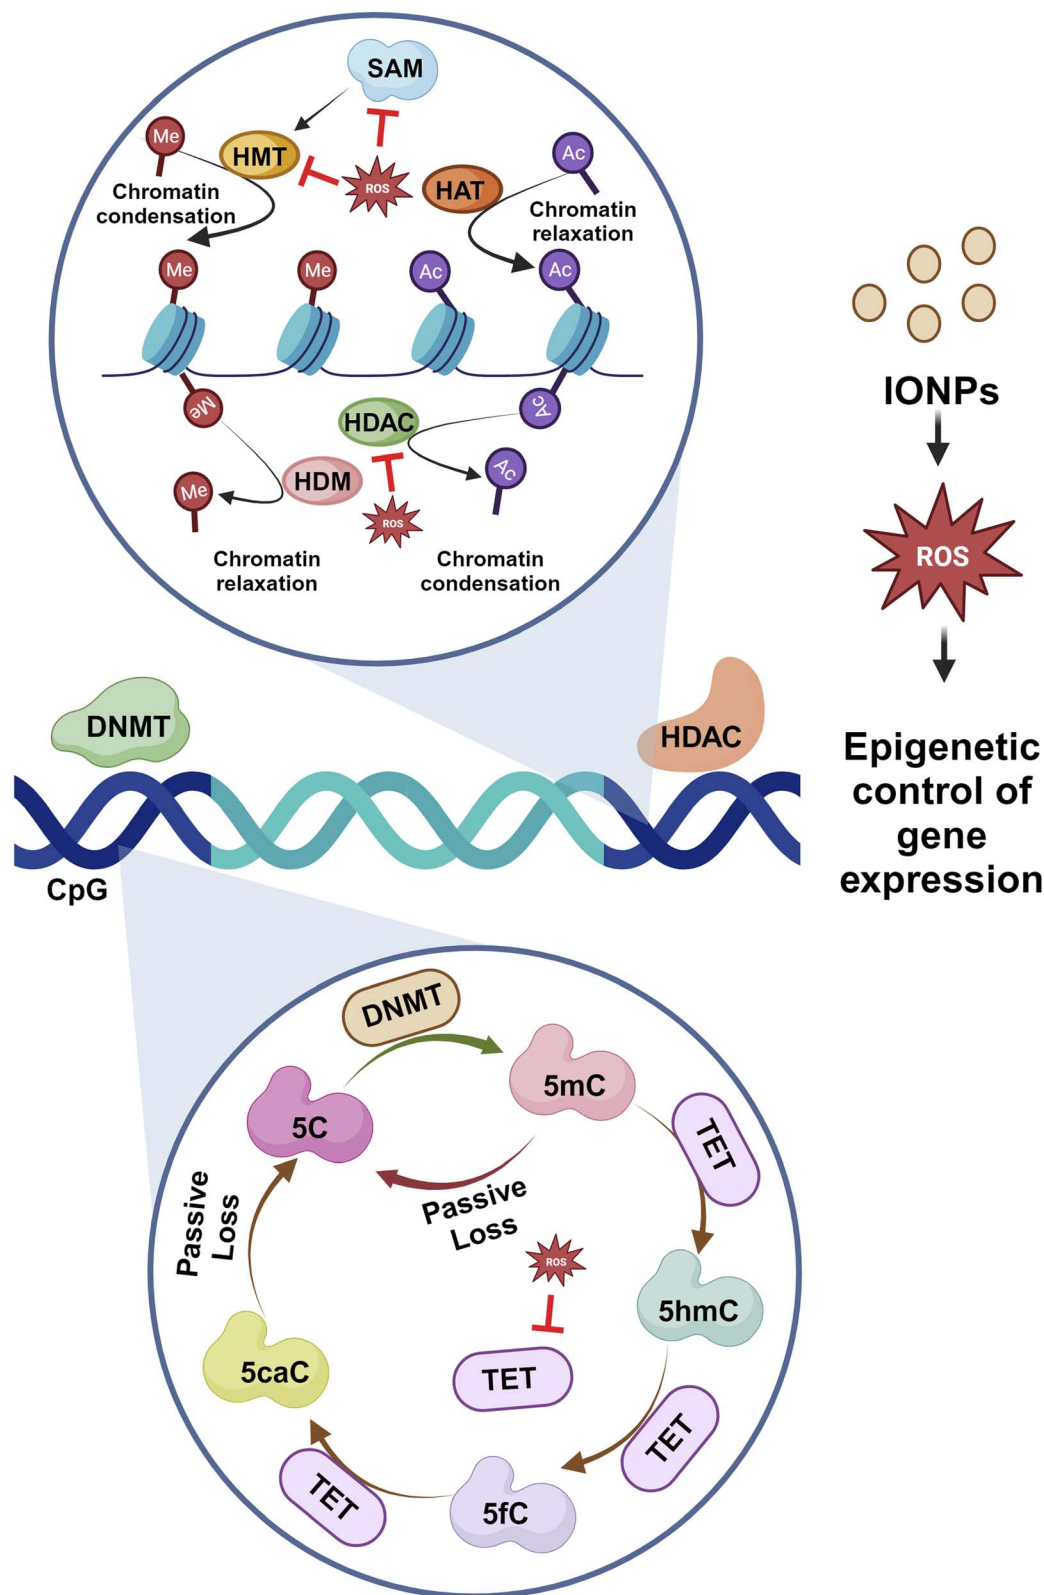 SAM
Me
HMT
ROS
HAT
Ac
Chromatin
condensation
Chromatin
relaxation
Me
Me
Ac
Ac
Me
HDAC
Ac
Me
HDM
Ac
ROS
Chromatin
relaxation
Chromatin
condensation
IONPs
ROS
Epigenetic
control of
gene
expression
DNMT
HDAC
CpG
DNMT
5C
5mC
TET
Passive
Loss
Passive
Loss
ROS
5hmC
TET
5caC
TET
TET
5fC